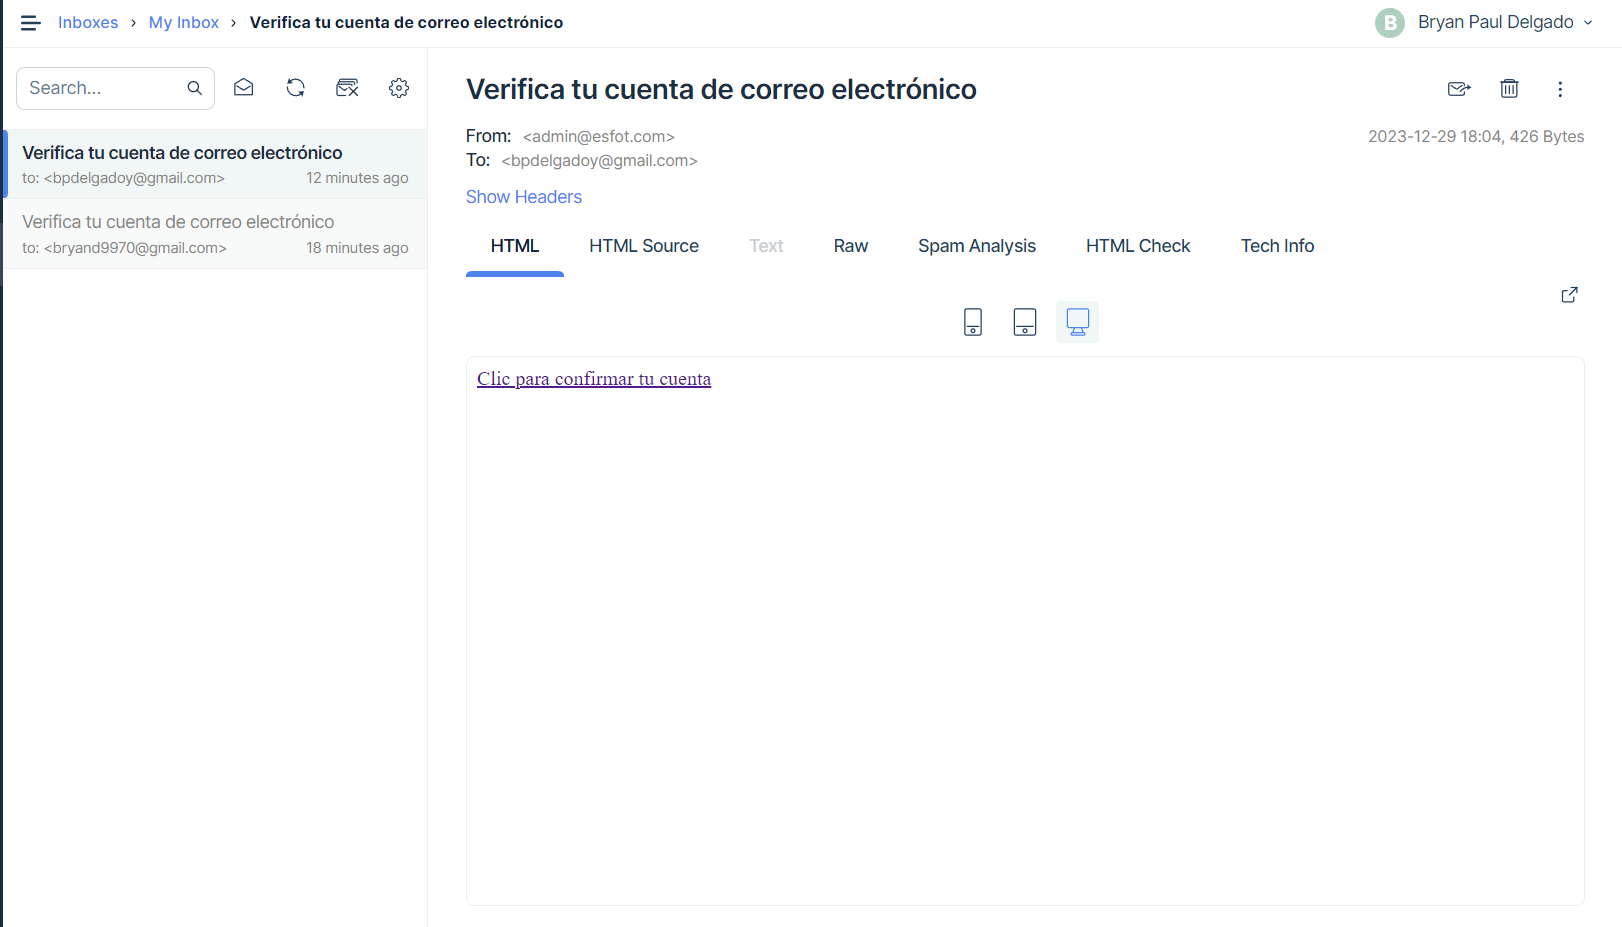 Inboxes › My Inbox › Verifica tu cuenta de correo electrónico
B Bryan Paul Delgado
Search...
Verifica tu cuenta de correo electrónico
to: <bpdelgadoy@gmail.com> 12 minutes ago
Verifica tu cuenta de correo electrónico
to: <bryand9970@gmail.com> 18 minutes ago
Verifica tu cuenta de correo electrónico
From: <admin@esfot.com> 2023-12-29 18:04, 426 Bytes
To: <bpdelgadoy@gmail.com>
Show Headers
HTML HTML Source Text Raw Spam Analysis HTML Check Tech Info
Clic para confirmar tu cuenta